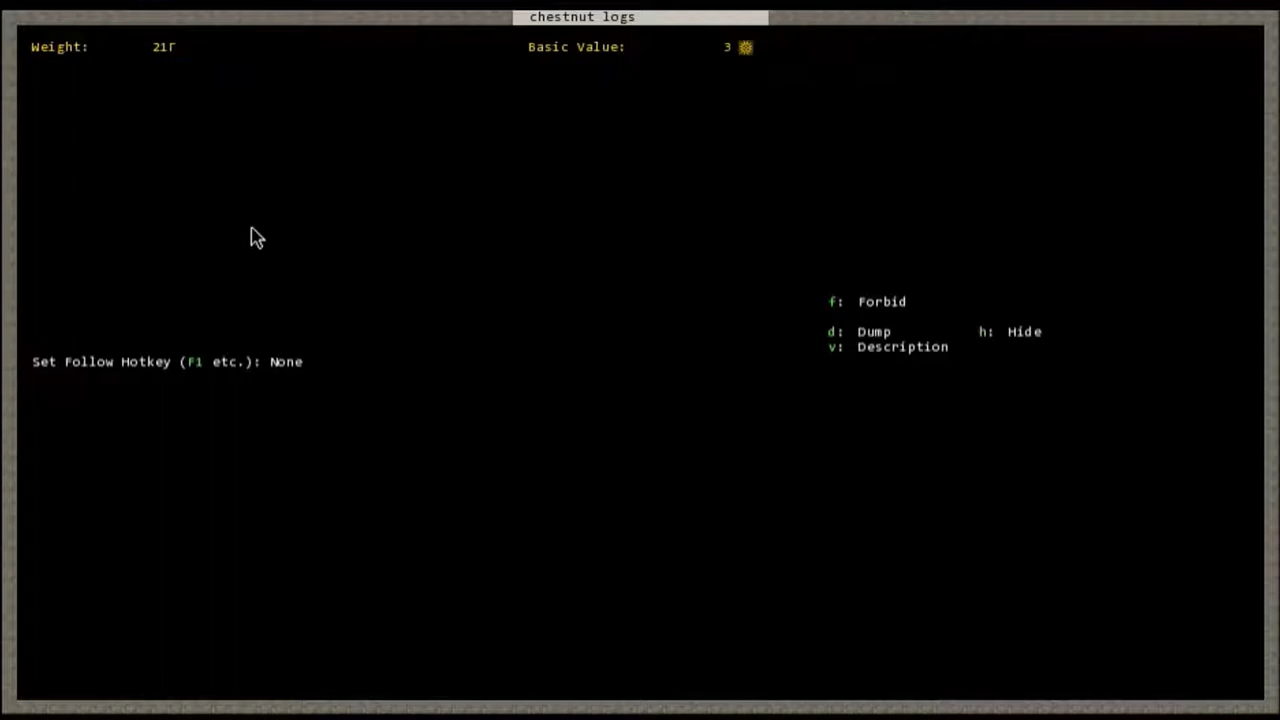 chestnut logs
Weight: 21Γ Basic Value: 3☼
f: Forbid
d: Dump h: Hide
v: Description
Set Follow Hotkey (F1 etc.): None